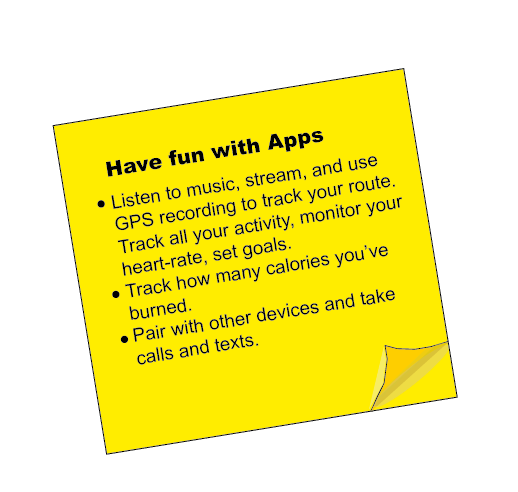 Have fun with Apps
• Listen to music, stream, and use
GPS recording to track your route.
Track all your activity, monitor your
heart-rate, set goals.
• Track how many calories you’ve
burned.
• Pair with other devices and take
calls and texts.